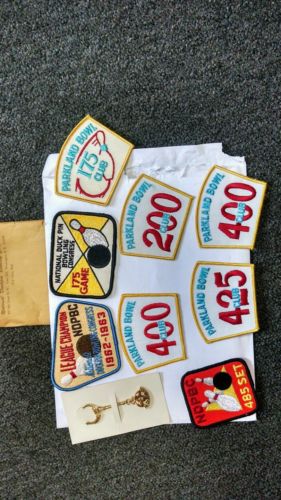 PARKLAND BOWL
175
CLUB
PARKLAND BOWL
200
CLUB
PARKLAND BOWL
400
CLUB
NATIONAL DUCK PIN
BOWLING
CONGRESS
175
GAME
PARKLAND BOWL
400
CLUB
PARKLAND BOWL
425
CLUB
LEAGUE CHAMPION
NDPBC
1962-1963
NDPBC
485 SET